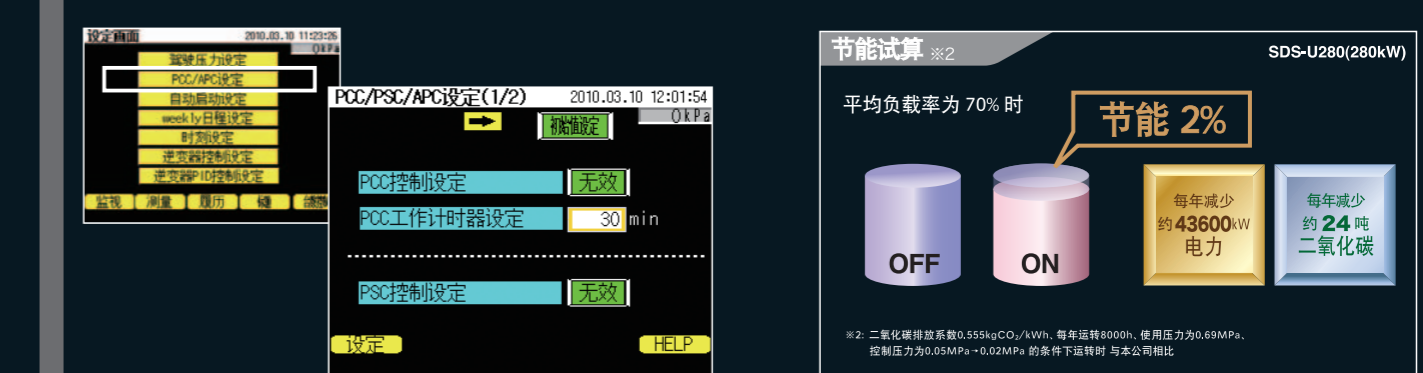 设定画面
2010.03.10 11:23:26
0kPa
驾驶压力设定
PCC/APC设定
自动启动设定
weekly日程设定
时刻设定
逆变器控制设定
逆变器PID控制设定
监视 测量 履历
PCC/PSC/APC设定(1/2) 2010.03.10 12:01:54
0kPa
初始值设定
PCC控制设定 无效
PCC工作计时器设定 30 min
PSC控制设定 无效
设定 HELP
节能试算 ※2
SDS-U280(280kW)
平均负载率为 70% 时
节能 2%
OFF
ON
每年减少
约43600kW
电力
每年减少
约 24 吨
二氧化碳
※2: 二氧化碳排放系数0.555kgCO₂/kWh、每年运转8000h、使用压力为0.69MPa、
控制压力为0.05MPa→0.02MPa 的条件下运转时 与本公司相比